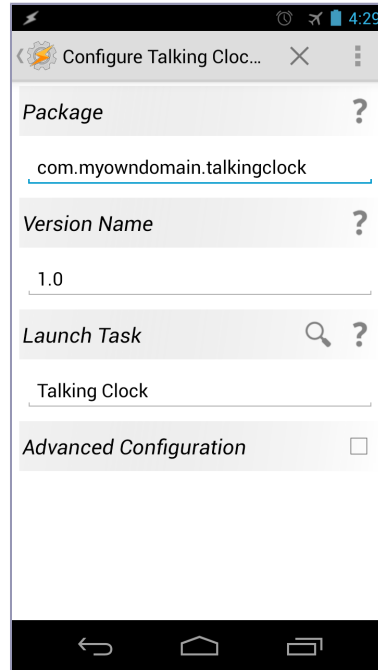 4:29
Configure Talking Cloc...
Package
?
com.myowndomain.talkingclock
Version Name
?
1.0
Launch Task
?
Talking Clock
Advanced Configuration